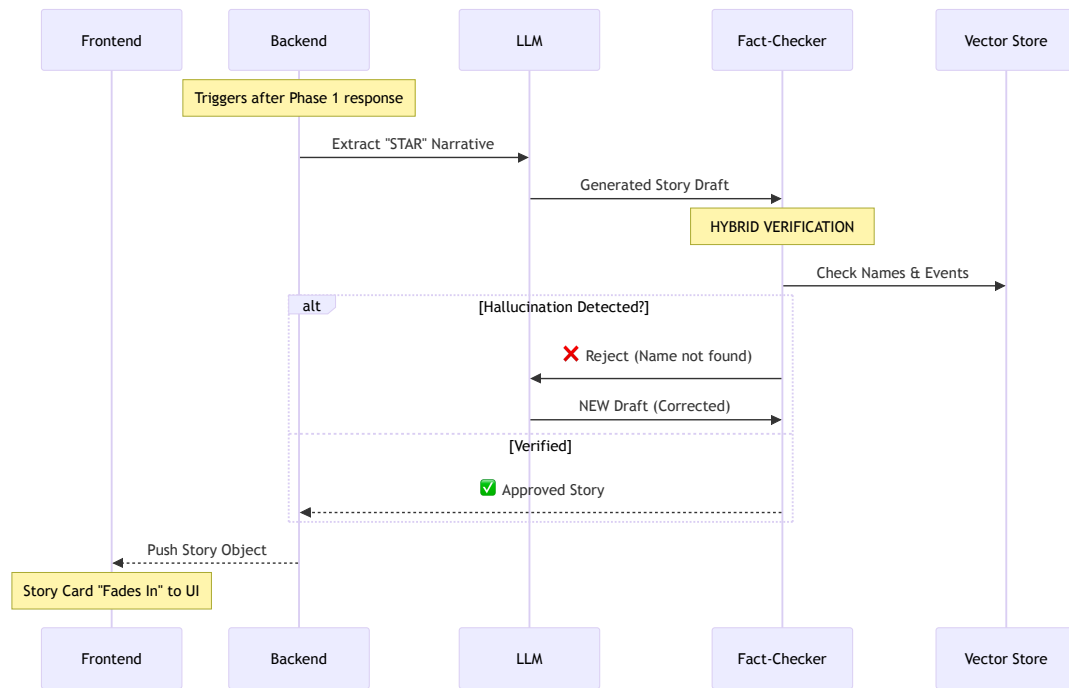 Frontend
Backend
LLM
Fact-Checker
Vector Store
Triggers after Phase 1 response
Extract "STAR" Narrative
Generated Story Draft
HYBRID VERIFICATION
Check Names & Events
alt
[Hallucination Detected?]
❌ Reject (Name not found)
NEW Draft (Corrected)
[Verified]
✅ Approved Story
Push Story Object
Story Card "Fades In" to UI
Frontend
Backend
LLM
Fact-Checker
Vector Store